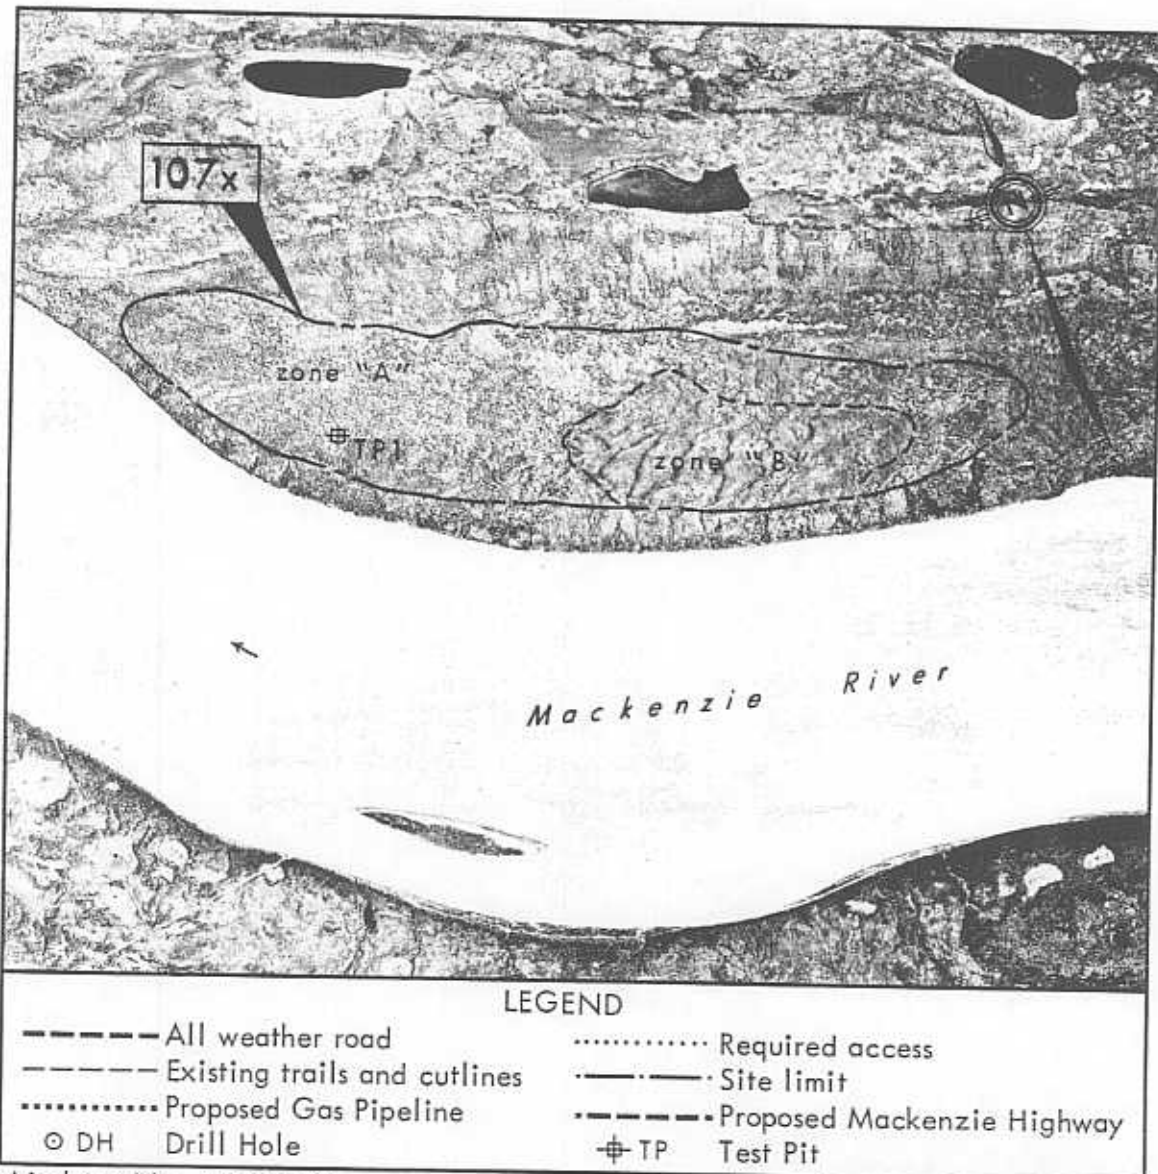 107x
zone "A"
TP1
zone "B"
Mackenzie River
LEGEND
All weather road
Existing trails and cutlines
Proposed Gas Pipeline
DH Drill Hole
Required access
Site limit
Proposed Mackenzie Highway
TP Test Pit